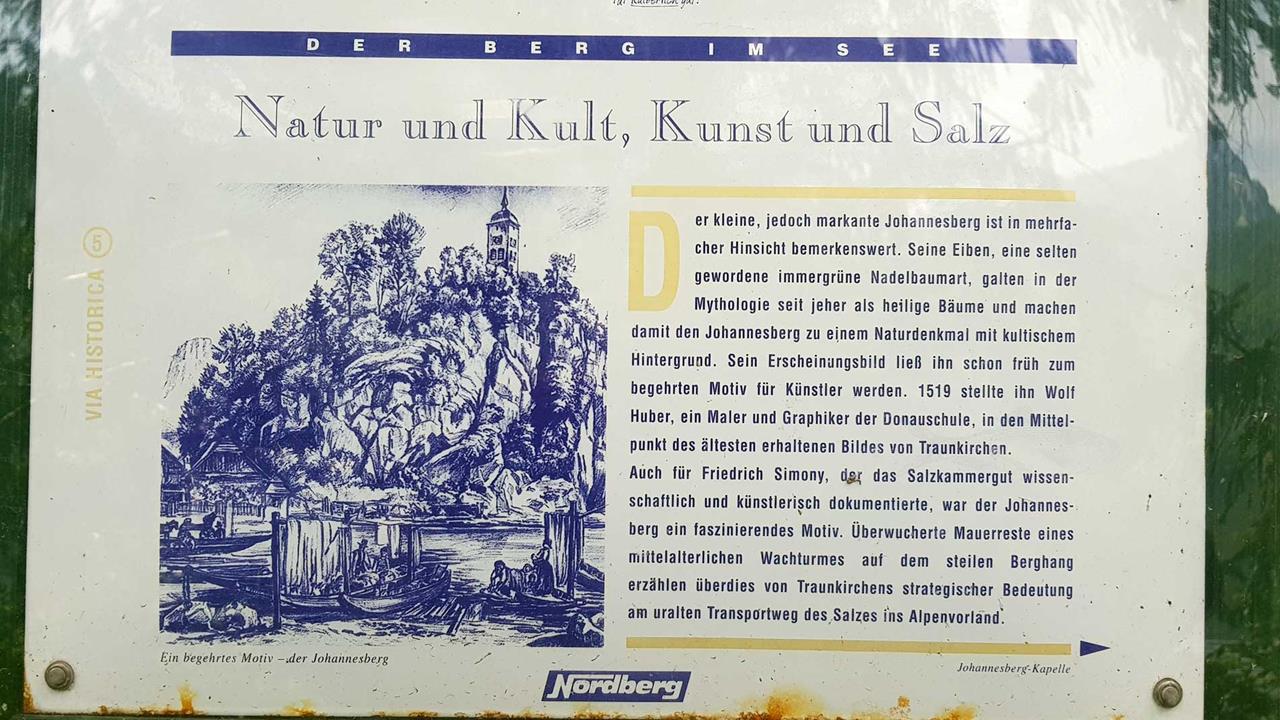 DER BERG IM SEE
Natur und Kult, Kunst und Salz
VIA HISTORICA 5
Der kleine, jedoch markante Johannesberg ist in mehrfa-
cher Hinsicht bemerkenswert. Seine Eiben, eine selten
gewordene immergrüne Nadelbaumart, galten in der
Mythologie seit jeher als heilige Bäume und machen
damit den Johannesberg zu einem Naturdenkmal mit kultischem
Hintergrund. Sein Erscheinungsbild ließ ihn schon früh zum
begehrten Motiv für Künstler werden. 1519 stellte ihn Wolf
Huber, ein Maler und Graphiker der Donauschule, in den Mittel-
punkt des ältesten erhaltenen Bildes von Traunkirchen.
Auch für Friedrich Simony, der das Salzkammergut wissen-
schaftlich und künstlerisch dokumentierte, war der Johannes-
berg ein faszinierendes Motiv. Überwucherte Mauerreste eines
mittelalterlichen Wachturmes auf dem steilen Berghang
erzählen überdies von Traunkirchens strategischer Bedeutung
am uralten Transportweg des Salzes ins Alpenvorland.
Ein begehrtes Motiv – der Johannesberg
Johannesberg-Kapelle
Nordberg